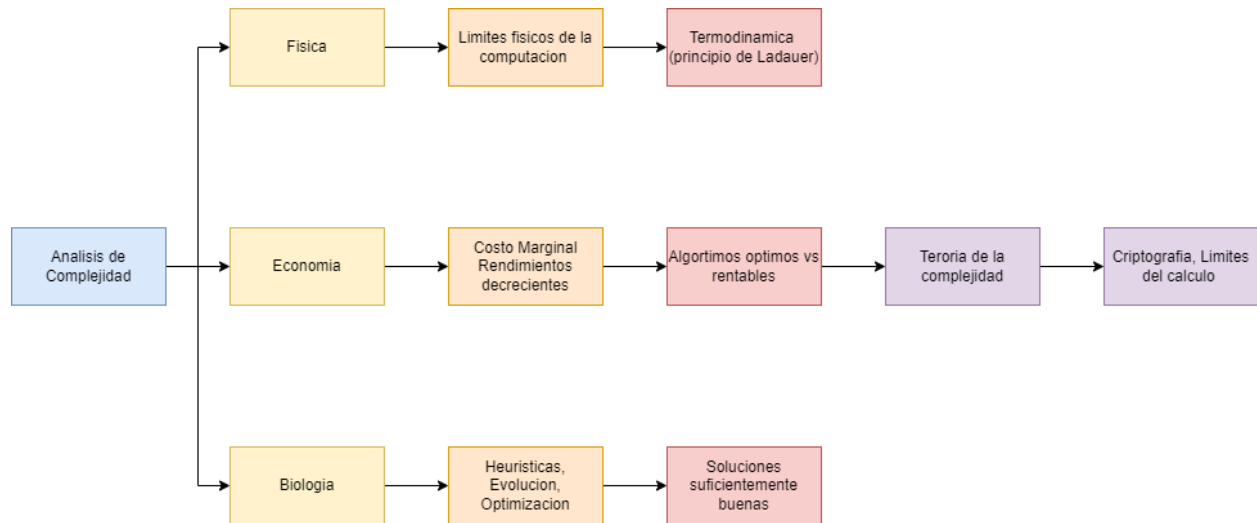 Fisica
Limites fisicos de la
computacion
Termodinamica
(principio de Ladauer)
Analisis de
Complejidad
Economia
Costo Marginal
Rendimientos
decrecientes
Algortimos optimos vs
rentables
Teroria de la
complejidad
Criptografia, Limites
del calculo
Biologia
Heuristicas,
Evolucion,
Optimizacion
Soluciones
suficientemente
buenas